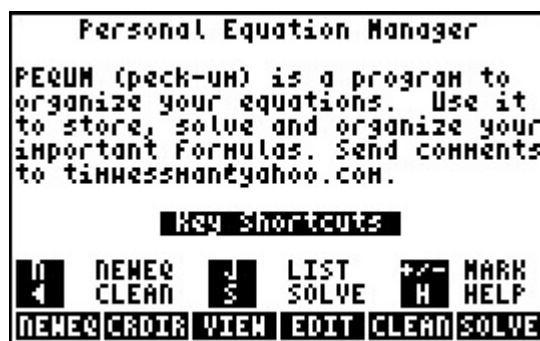 Personal Equation Manager
PEQUM (peck-um) is a program to
organize your equations. Use it
to store, solve and organize your
important formulas. Send comments
to timwessman@yahoo.com.
Key Shortcuts
N NEWEQ J LIST +/- MARK
◀ CLEAN S SOLVE H HELP
NEWEQ CRDIR VIEW EDIT CLEAN SOLVE